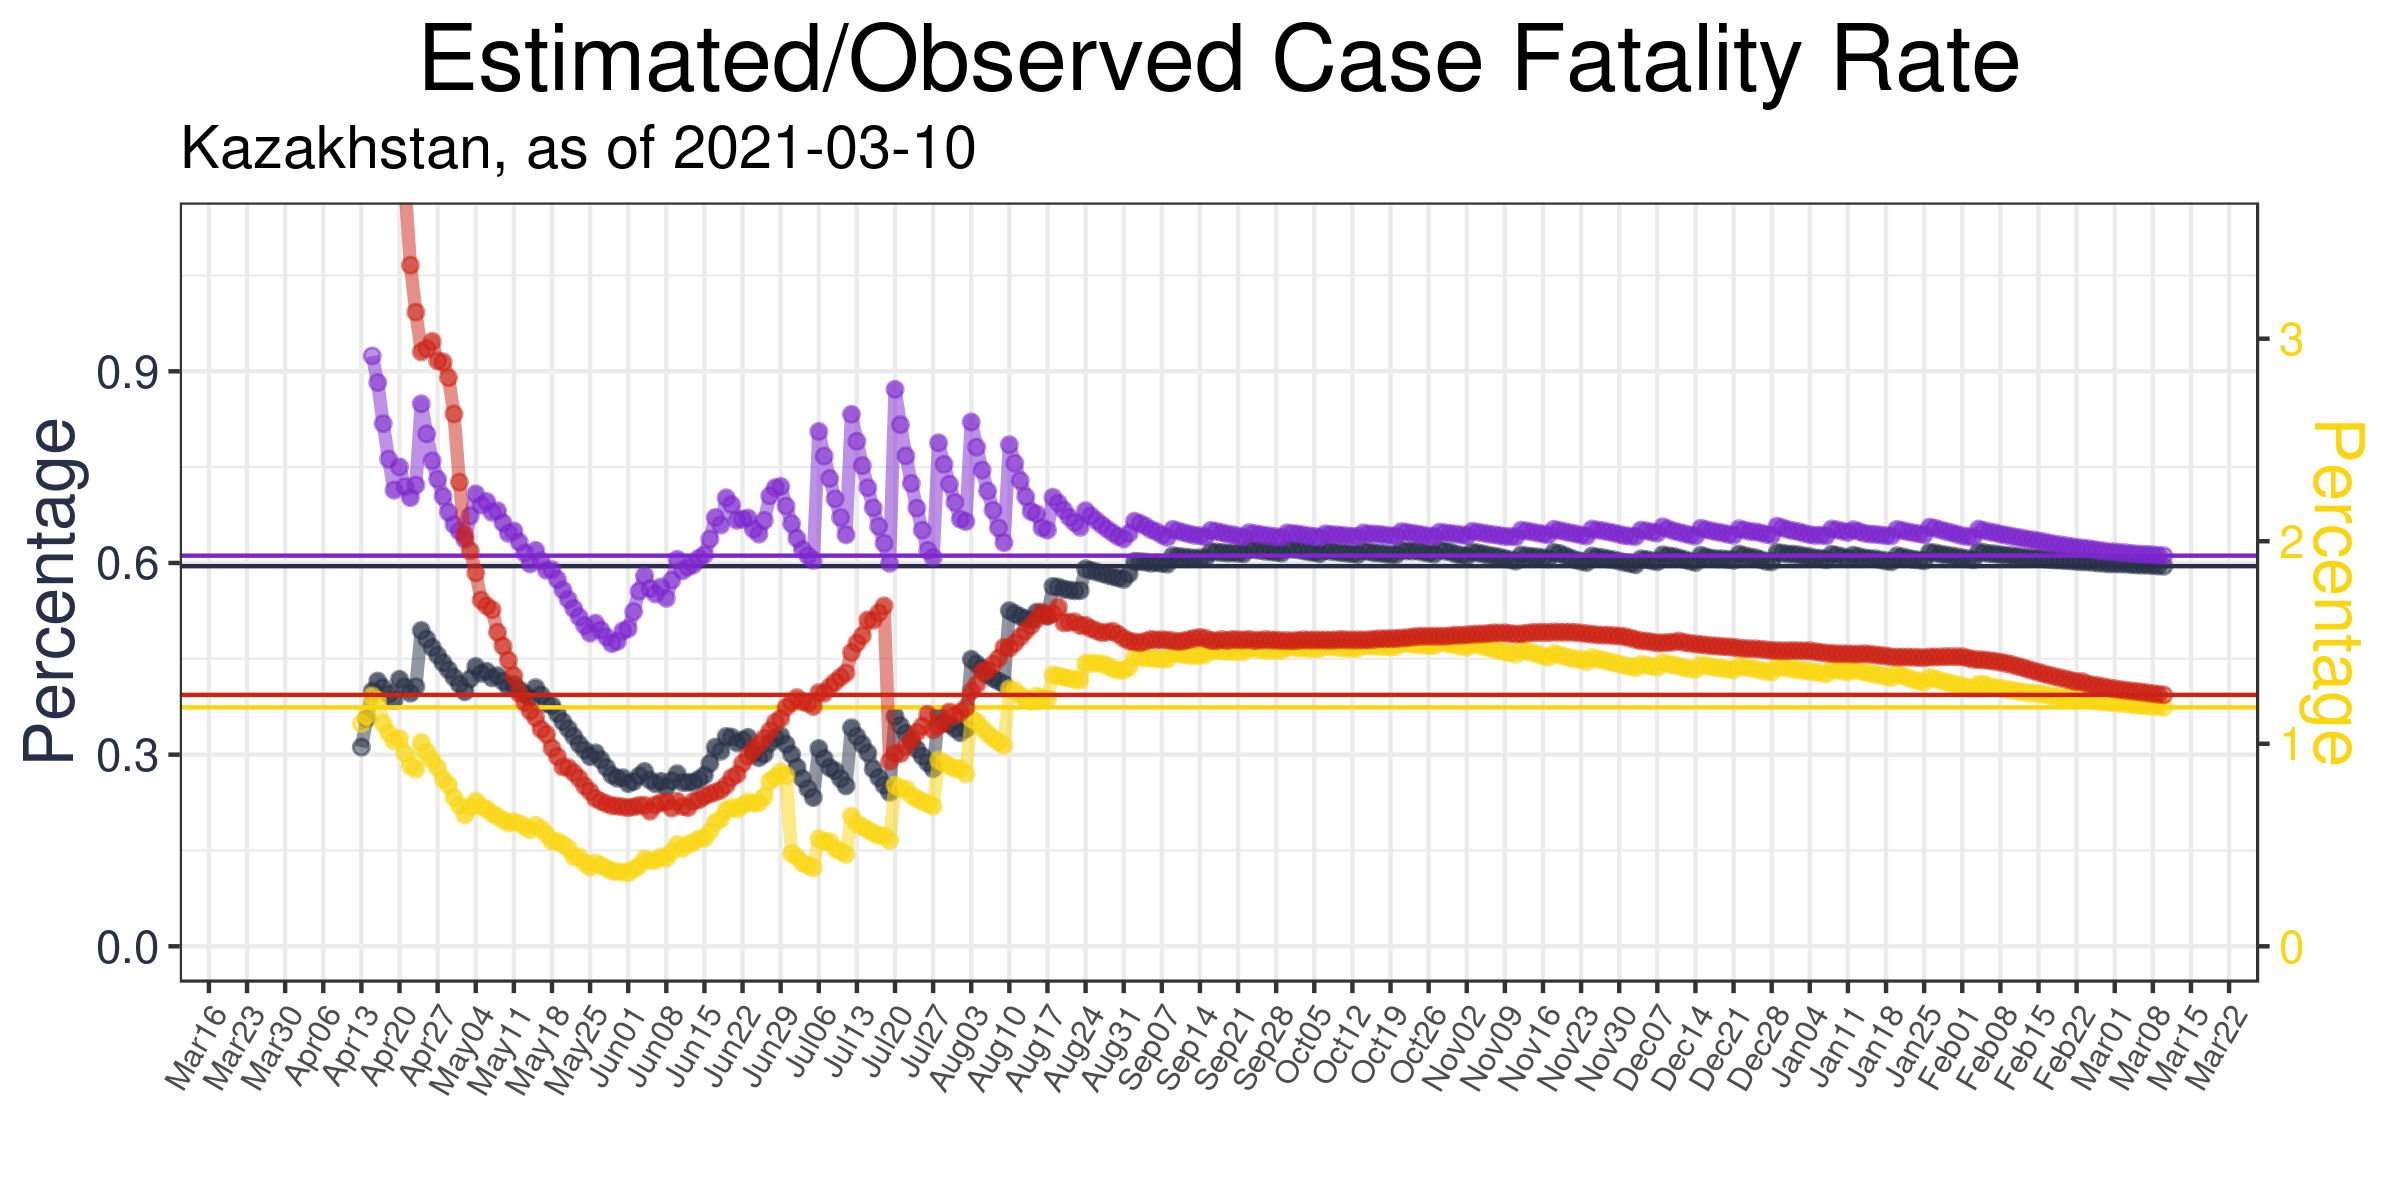 Estimated/Observed Case Fatality Rate
Kazakhstan, as of 2021-03-10
Percentage
0.9
0.6
0.3
0.0
3
2
1
0
Percentage
Mar16 Mar23 Mar30 Apr06 Apr13 Apr20 Apr27 May04 May11 May18 May25 Jun01 Jun08 Jun15 Jun22 Jun29 Jul06 Jul13 Jul20 Jul27 Aug03 Aug10 Aug17 Aug24 Aug31 Sep07 Sep14 Sep21 Sep28 Oct05 Oct12 Oct19 Oct26 Nov02 Nov09 Nov16 Nov23 Nov30 Dec07 Dec14 Dec21 Dec28 Jan04 Jan11 Jan18 Jan25 Feb01 Feb08 Feb15 Feb22 Mar01 Mar08 Mar15 Mar22